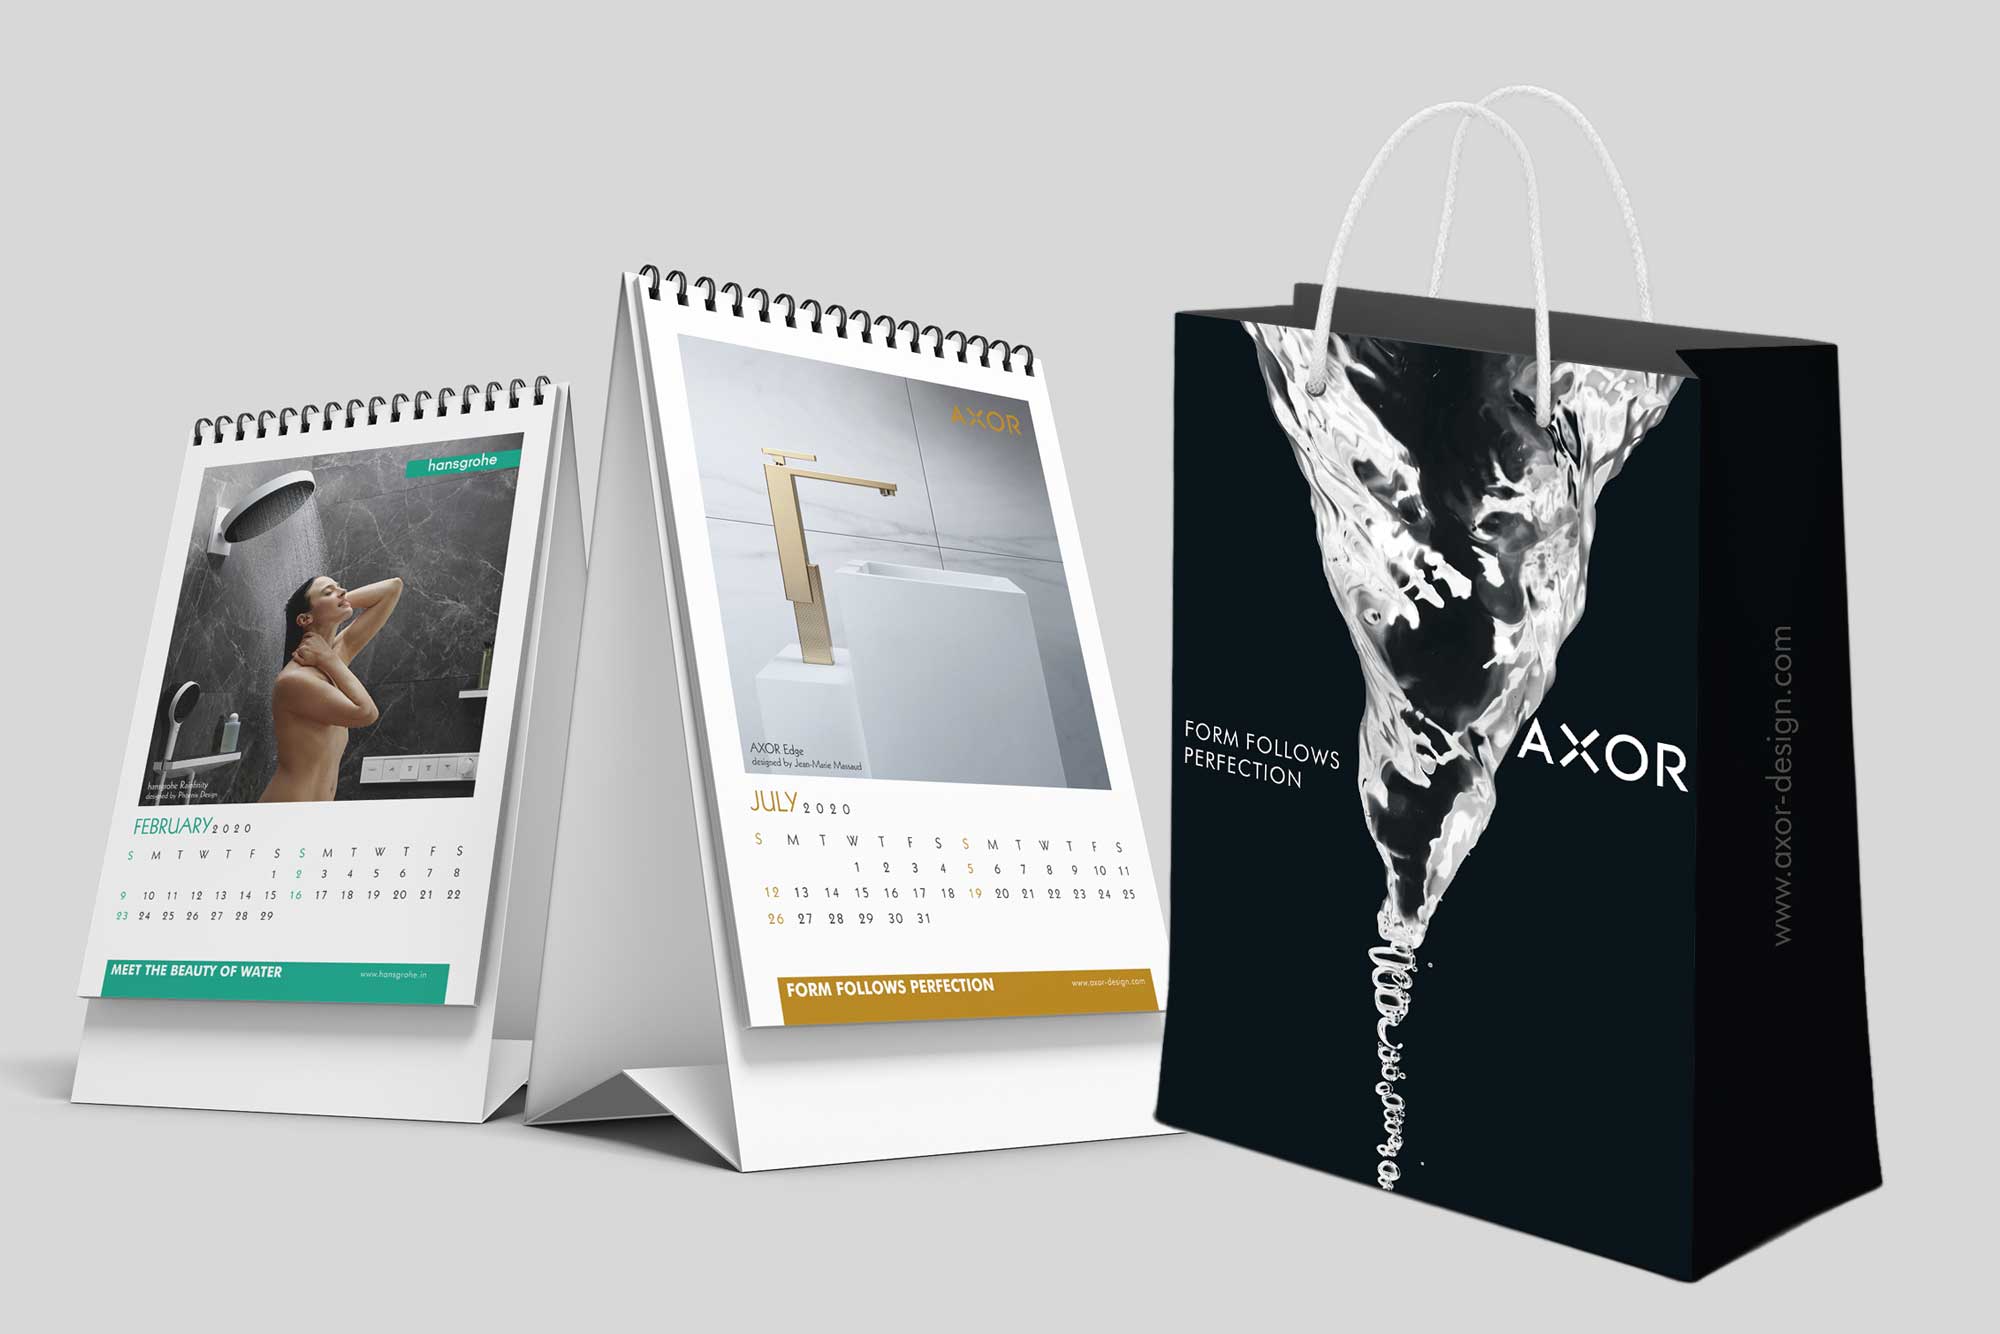 hansgrohe
hansgrohe Rainfinity
designed by Phoenix Design
FEBRUARY 2020
S M T W T F S S M T W T F S
1 2 3 4 5 6 7 8
9 10 11 12 13 14 15 16 17 18 19 20 21 22
23 24 25 26 27 28 29
MEET THE BEAUTY OF WATER www.hansgrohe.in
AXOR
AXOR Edge
designed by Jean-Marie Massaud
JULY 2020
S M T W T F S S M T W T F S
1 2 3 4 5 6 7 8 9 10 11
12 13 14 15 16 17 18 19 20 21 22 23 24 25
26 27 28 29 30 31
FORM FOLLOWS PERFECTION www.axor-design.com
FORM FOLLOWS
PERFECTION
AXOR
www.axor-design.com